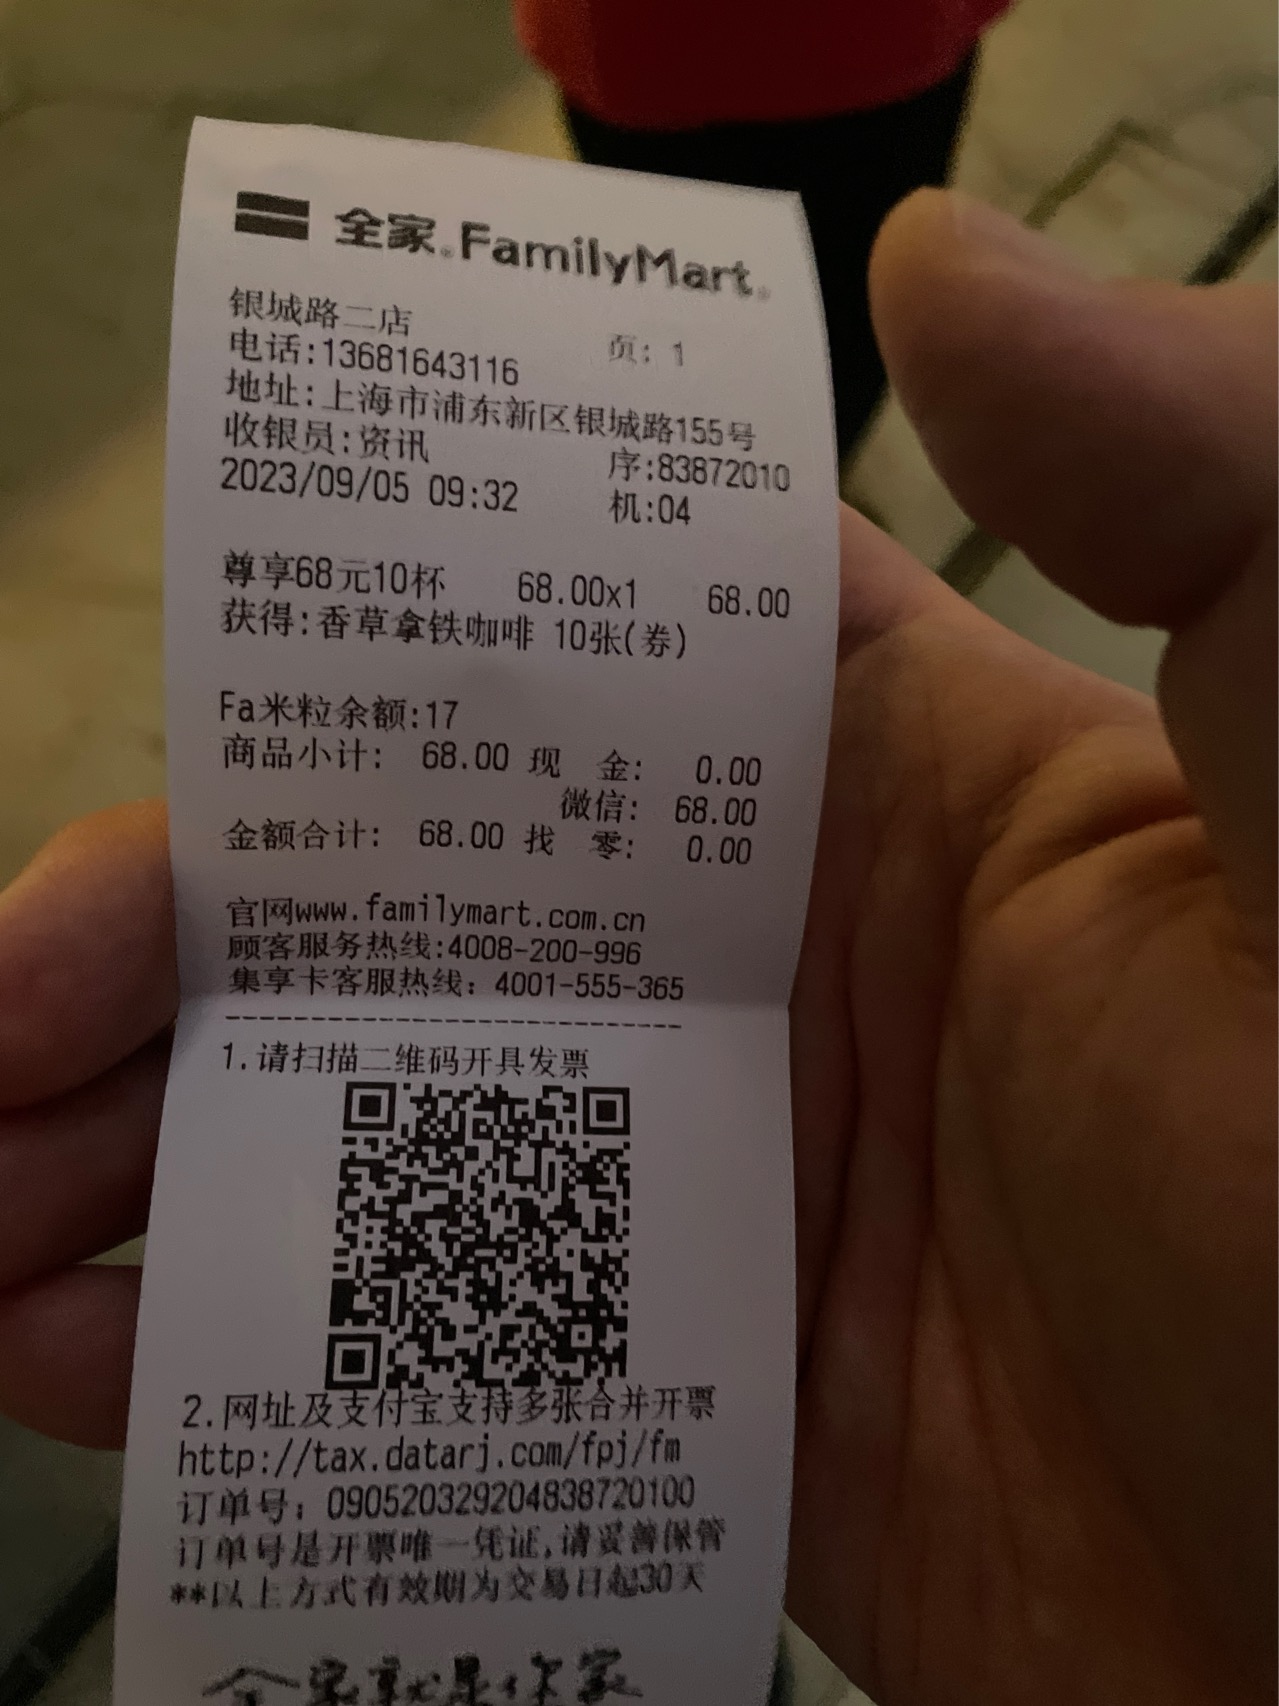 全家®FamilyMart®
银城路二店
电话:13681643116 页: 1
地址:上海市浦东新区银城路155号
收银员:资讯 序:83872010
2023/09/05 09:32 机:04
尊享68元10杯 68.00x1 68.00
获得:香草拿铁咖啡 10张(券)
Fa米粒余额:17
商品小计: 68.00 现 金: 0.00
微信: 68.00
金额合计: 68.00 找 零: 0.00
官网www.familymart.com.cn
顾客服务热线:4008-200-996
集享卡客服热线: 4001-555-365
1.请扫描二维码开具发票
2.网址及支付宝支持多张合并开票
http://tax.datarj.com/fpj/fm
订单号: 090520329204838720100
订单号是开票唯一凭证,请妥善保管
**以上方式有效期为交易日起30天
全家就是你家